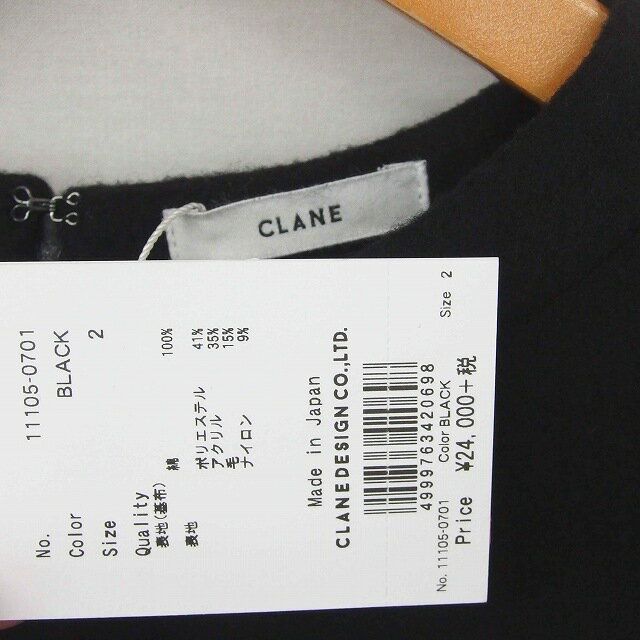 CLANE
No. 11105-0701
Color BLACK
Size 2
Quality
表地(基布) 綿 100%
表地 ポリエステル 41%
アクリル 35%
毛 15%
ナイロン 9%
Made in Japan
CLANE DESIGN CO.,LTD.
4999763420698
No. 11105-0701 Color BLACK Size 2
Price ¥24,000+税